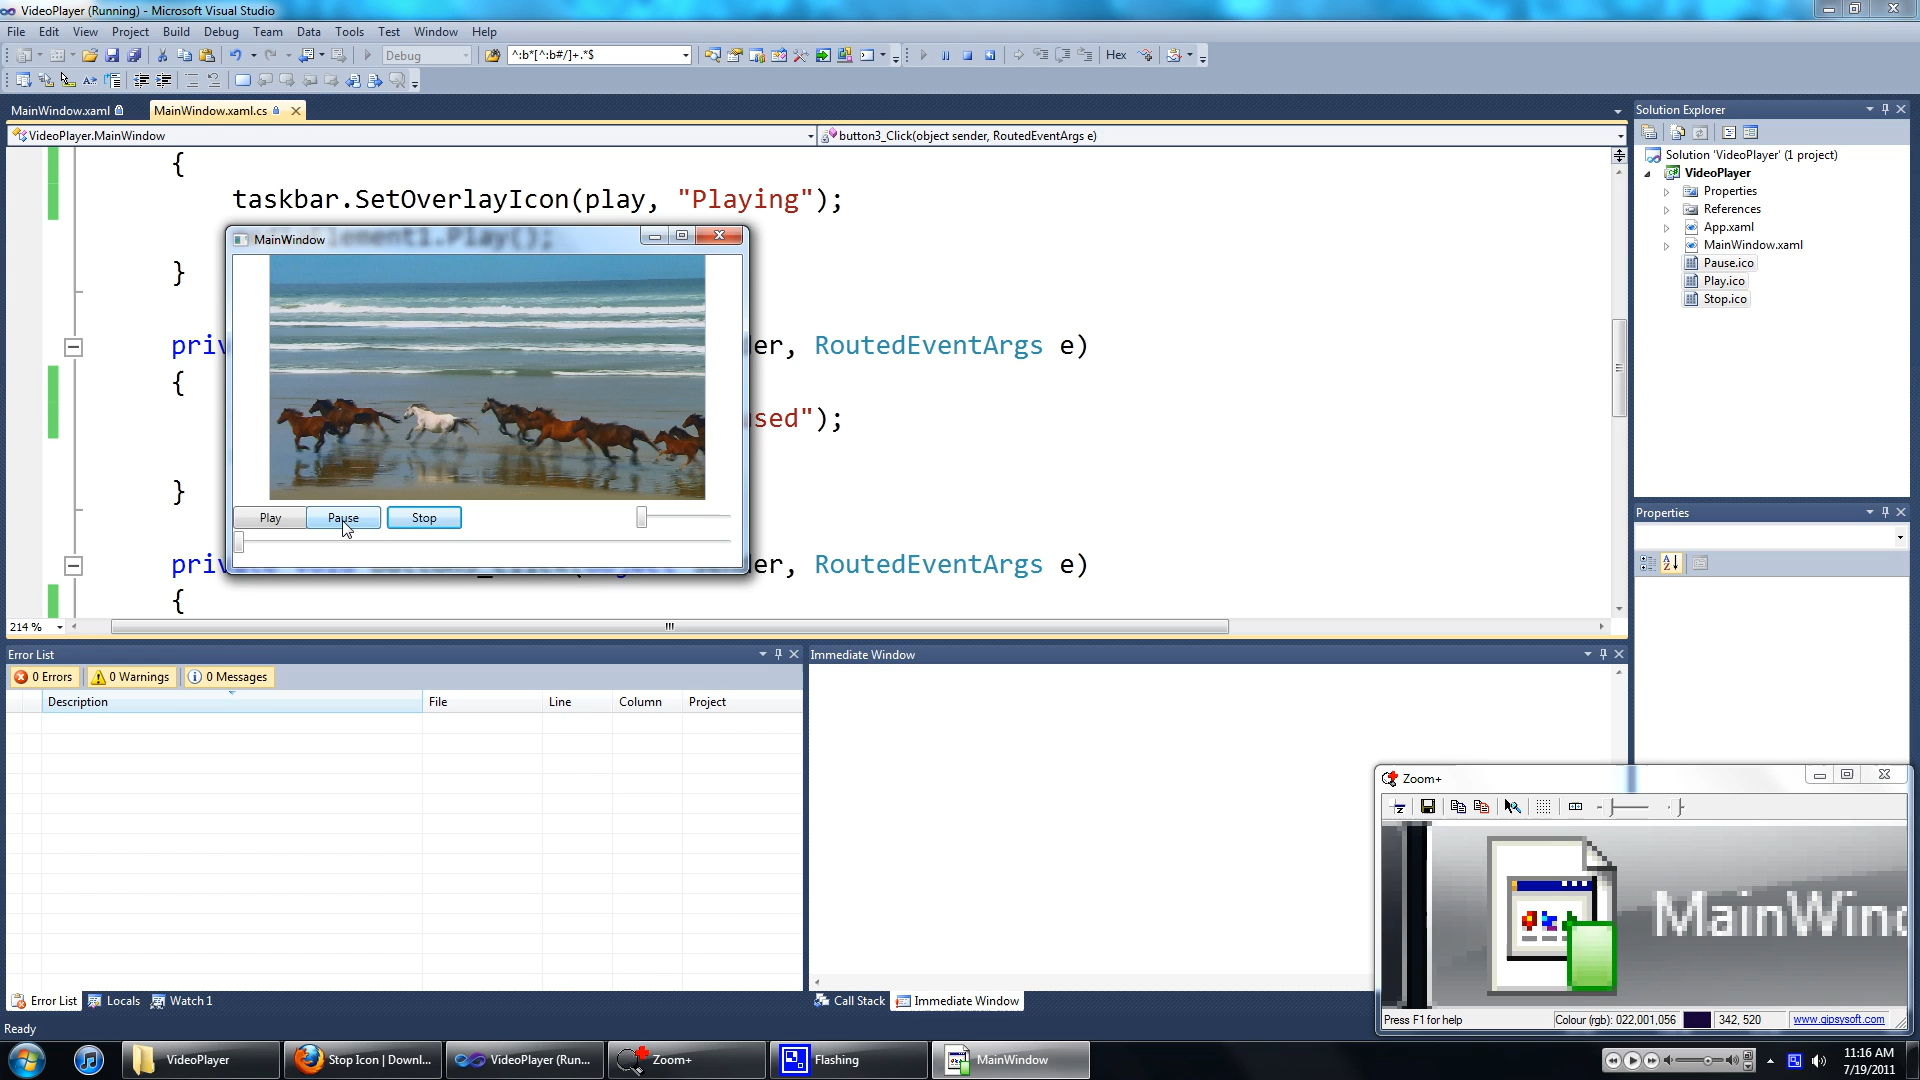 VideoPlayer (Running) - Microsoft Visual Studio
File Edit View Project Build Debug Team Data Tools Test Window Help
Debug
^:b*[^:b#/]+.*$
Hex
MainWindow.xaml
MainWindow.xaml.cs
VideoPlayer.MainWindow
button3_Click(object sender, RoutedEventArgs e)
{
taskbar.SetOverlayIcon(play, "Playing");
Element1.Play();
}
MainWindow
priv
er, RoutedEventArgs e)
{
sed");
}
Play
Pause
Stop
priv
er, RoutedEventArgs e)
{
214 %
Solution Explorer
Solution 'VideoPlayer' (1 project)
VideoPlayer
Properties
References
App.xaml
MainWindow.xaml
Pause.ico
Play.ico
Stop.ico
Properties
Error List
0 Errors
0 Warnings
0 Messages
Description File Line Column Project
Error List
Locals
Watch 1
Immediate Window
Call Stack
Immediate Window
Zoom+
MainWind
Press F1 for help
Colour (rgb): 022,001,056
342, 520
www.gipsysoft.com
Ready
VideoPlayer
Stop Icon | Downl...
VideoPlayer (Run...
Zoom+
Flashing
MainWindow
11:16 AM
7/19/2011